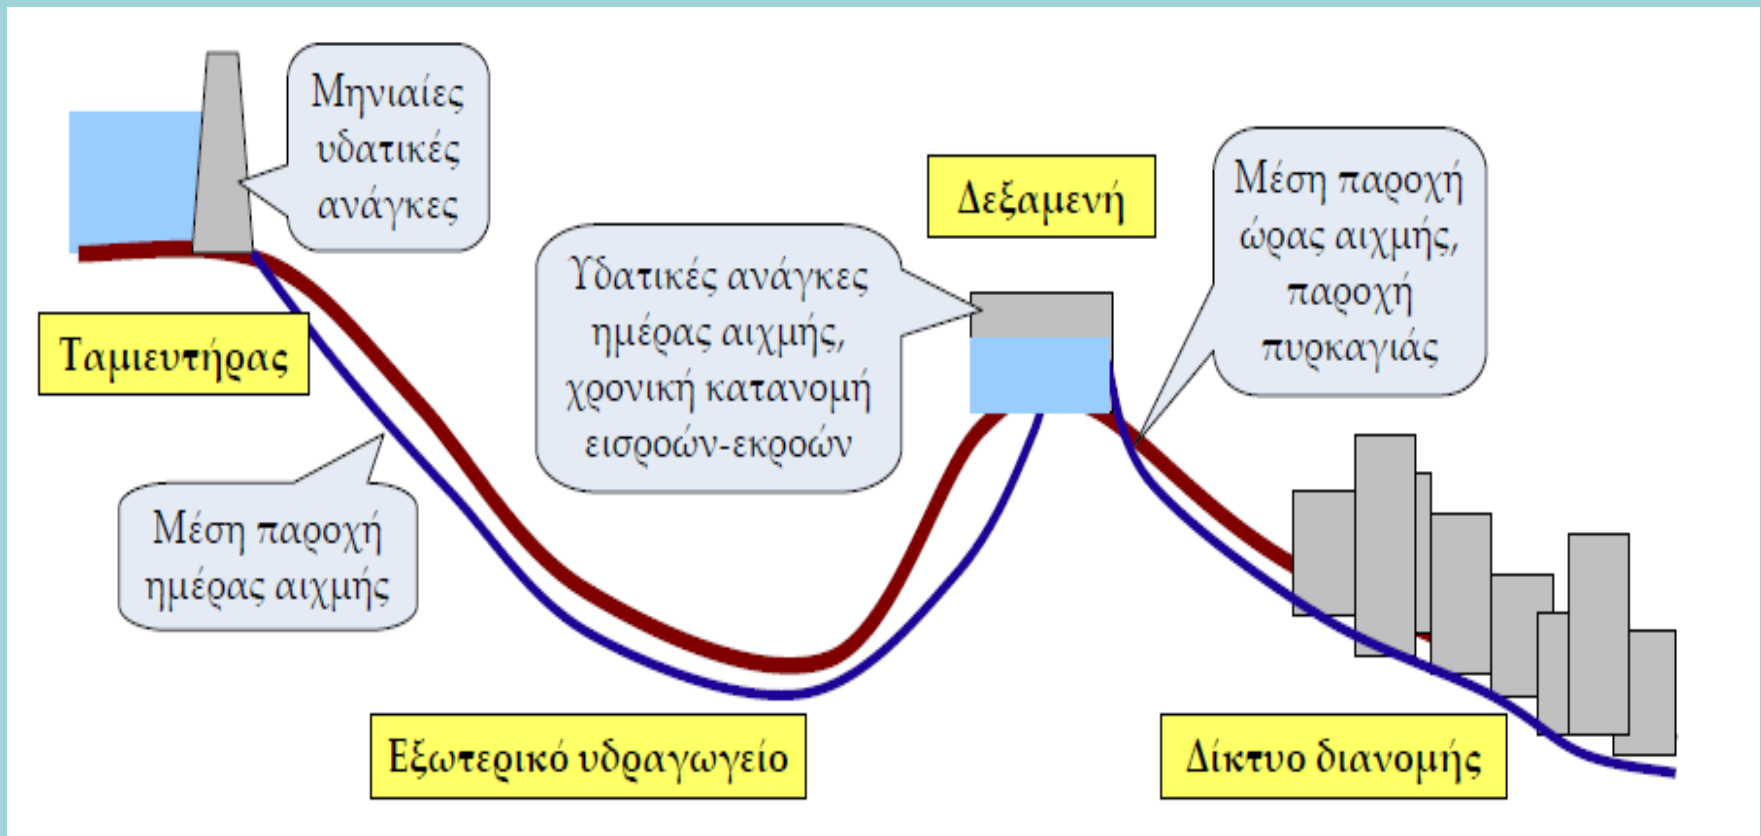 Μηνιαίες
υδατικές
ανάγκες
Ταμιευτήρας
Μέση παροχή
ημέρας αιχμής
Εξωτερικό υδραγωγείο
Υδατικές ανάγκες
ημέρας αιχμής,
χρονική κατανομή
εισροών-εκροών
Δεξαμενή
Μέση παροχή
ώρας αιχμής,
παροχή
πυρκαγιάς
Δίκτυο διανομής